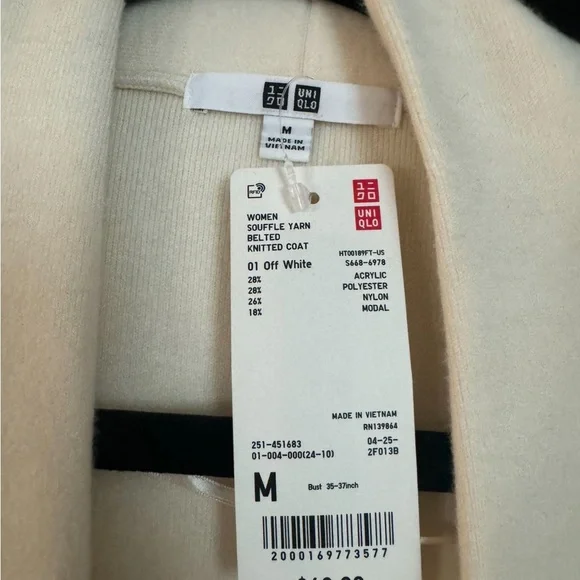 ユニ UNI
クロ QLO
M
MADE IN
VIETNAM
RFID
ユニ
クロ
UNI
QLO
WOMEN
SOUFFLE YARN
BELTED
KNITTED COAT
HT00189FT-US
01 Off White S668-6978
28% ACRYLIC
28% POLYESTER
26% NYLON
18% MODAL
MADE IN VIETNAM
RN139864
251-451683 04-25-
01-004-000(24-10) 2F013B
M Bust 35-37inch
2000169773577